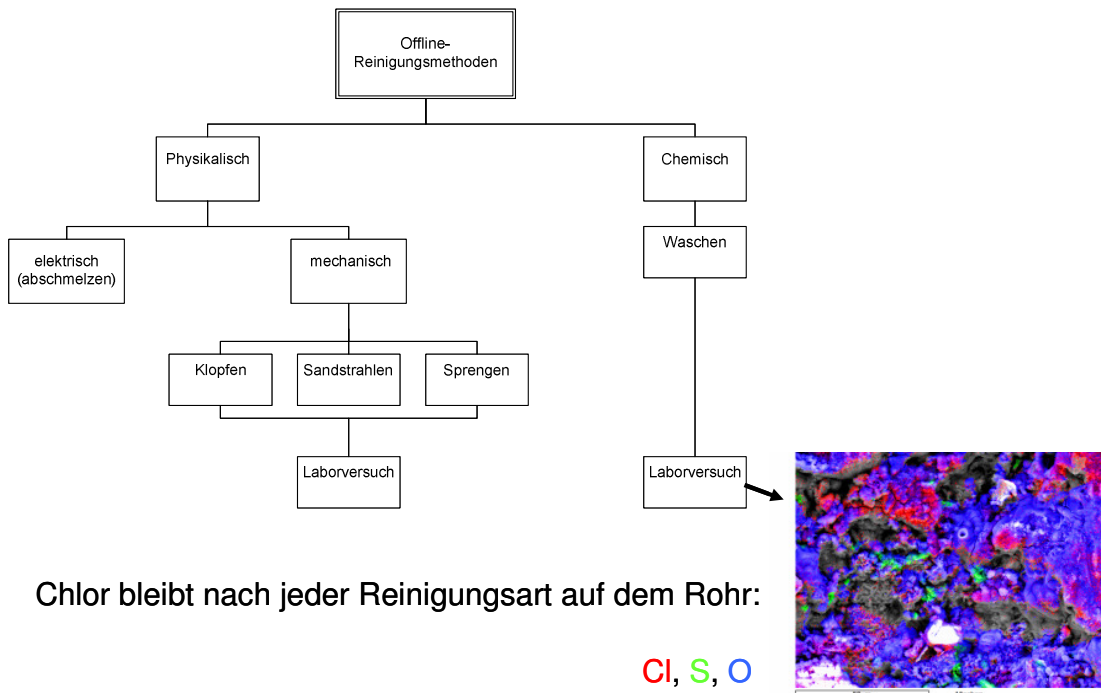 Offline-
Reinigungsmethoden
Physikalisch
Chemisch
elektrisch
(abschmelzen)
mechanisch
Waschen
Klopfen
Sandstrahlen
Sprengen
Laborversuch
Laborversuch
Chlor bleibt nach jeder Reinigungsart auf dem Rohr:
Cl, S, O